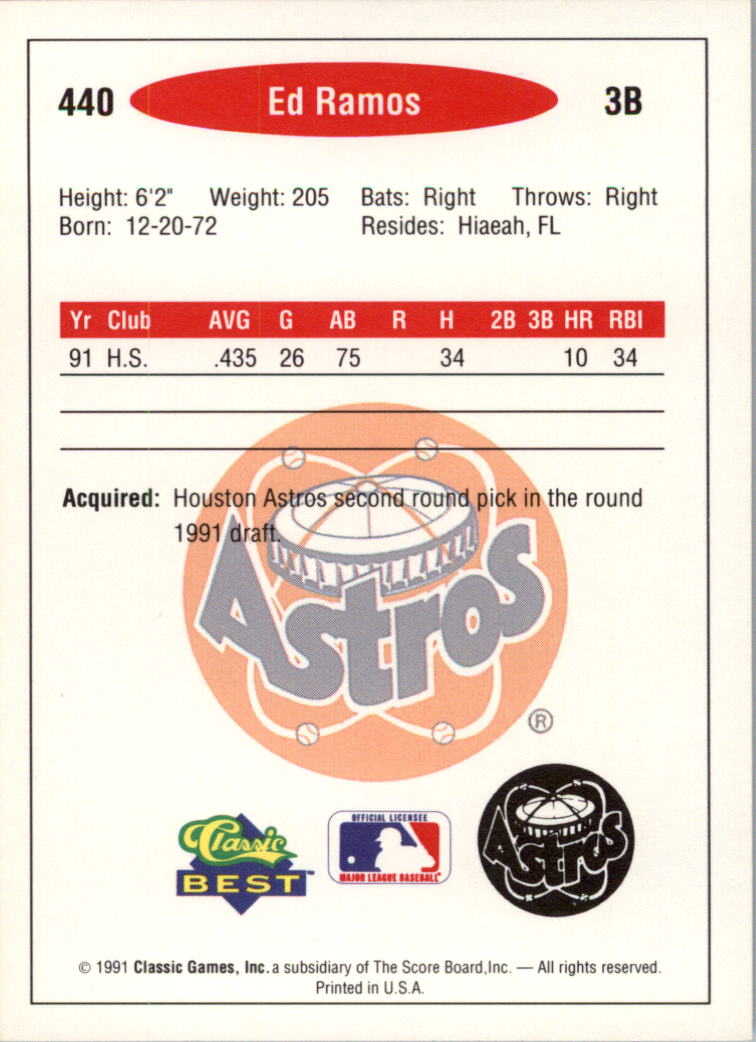 440 Ed Ramos 3B
Height: 6'2" Weight: 205 Bats: Right Throws: Right
Born: 12-20-72 Resides: Hiaeah, FL
Yr Club AVG G AB R H 2B 3B HR RBI
91 H.S. .435 26 75 34 10 34
Acquired: Houston Astros second round pick in the round
1991 draft.
Astros
®
Classic
BEST™
OFFICIAL LICENSEE
MAJOR LEAGUE BASEBALL®
Astros
© 1991 Classic Games, Inc. a subsidiary of The Score Board,Inc. — All rights reserved.
Printed in U.S.A.